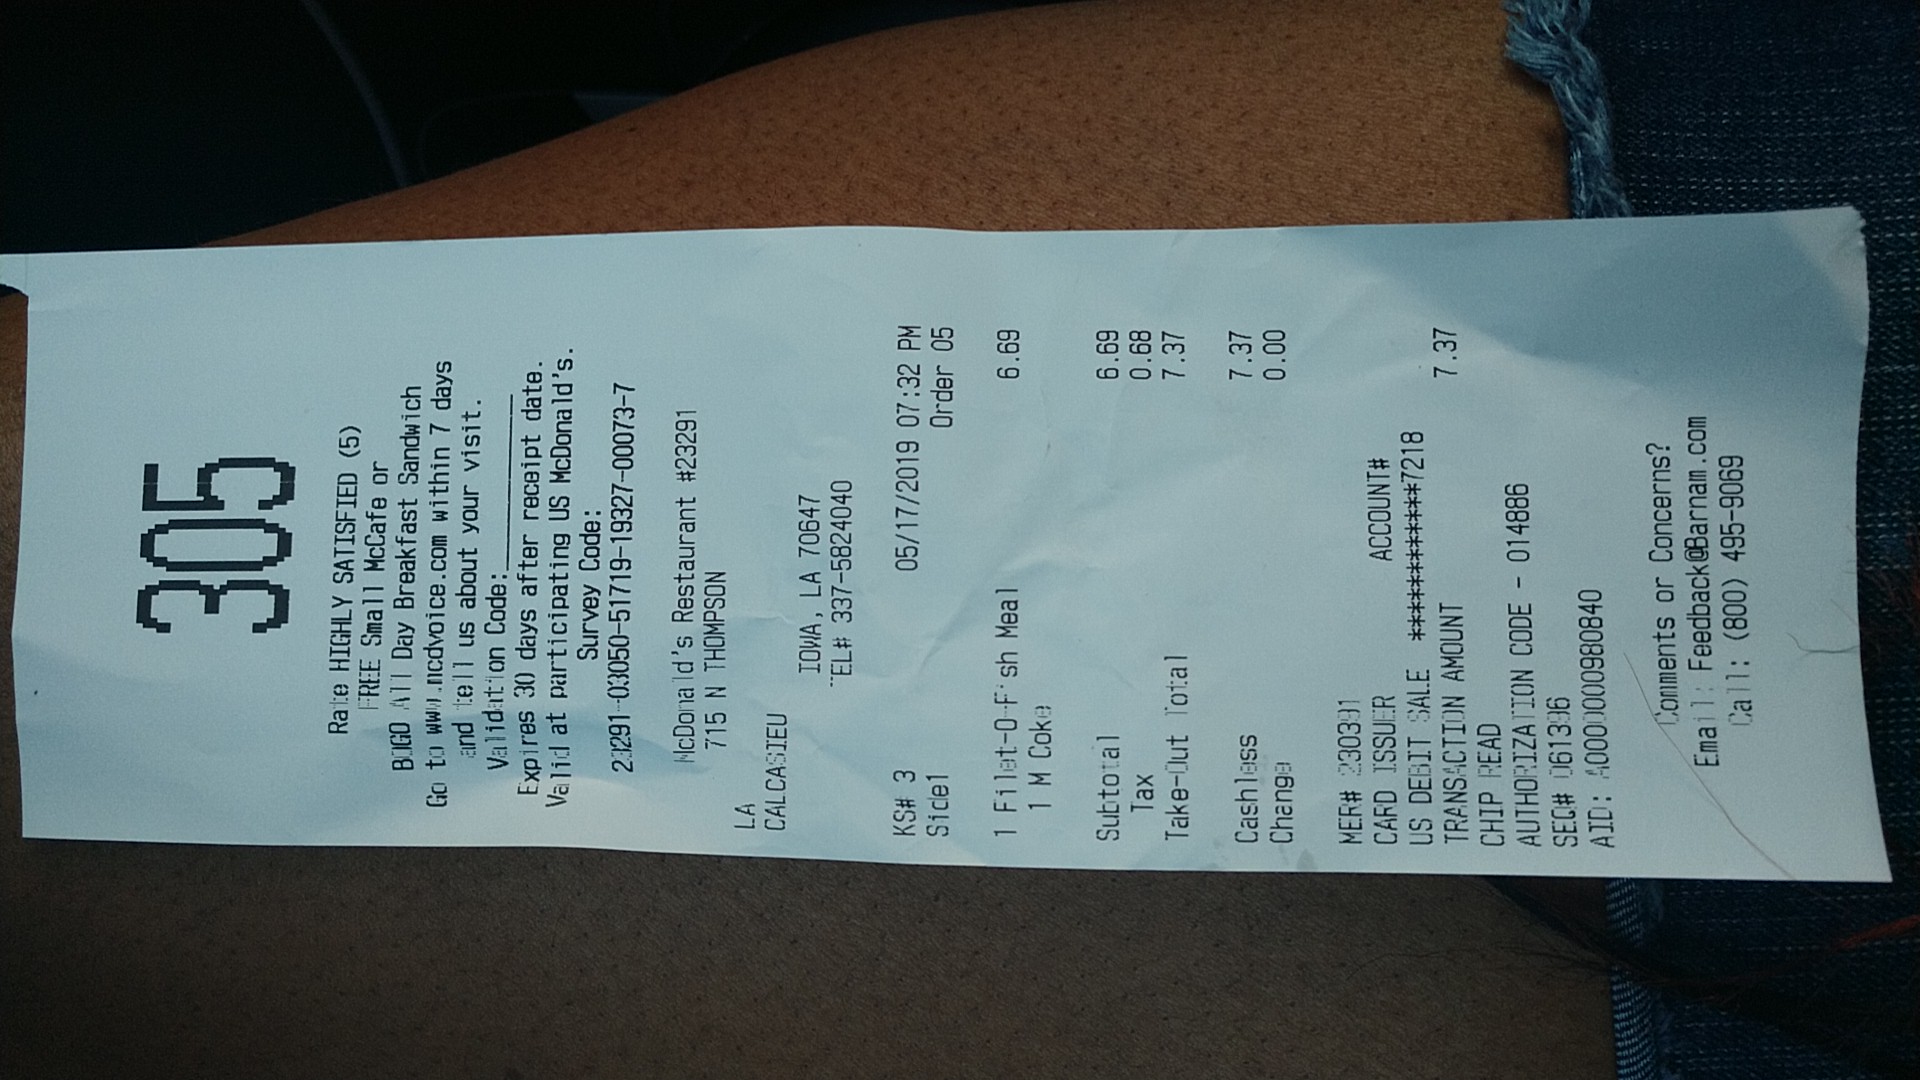 305
Rate HIGHLY SATISFIED (5)
FREE Small McCafe or
BOGO All Day Breakfast Sandwich
Go to www.mcdvoice.com within 7 days
and tell us about your visit.
Validation Code:__________
Expires 30 days after receipt date.
Valid at participating US McDonald's.
Survey Code:
23291-03050-51719-19327-00073-7
McDonald's Restaurant #23291
715 N THOMPSON
LA
CALCASIEU
IOWA, LA 70647
TEL# 337-5824040
KS# 3 05/17/2019 07:32 PM
Side1 Order 05
1 Filet-O-Fish Meal 6.69
1 M Coke
Subtotal 6.69
Tax 0.68
Take-Out Total 7.37
Cashless 7.37
Change 0.00
MER# 230391
CARD ISSUER ACCOUNT#
US DEBIT SALE ************7218
TRANSACTION AMOUNT 7.37
CHIP READ
AUTHORIZATION CODE - 014886
SEQ# 061396
AID: A0000000980840
Comments or Concerns?
Email: Feedback@Barnam.com
Call: (800) 495-9069